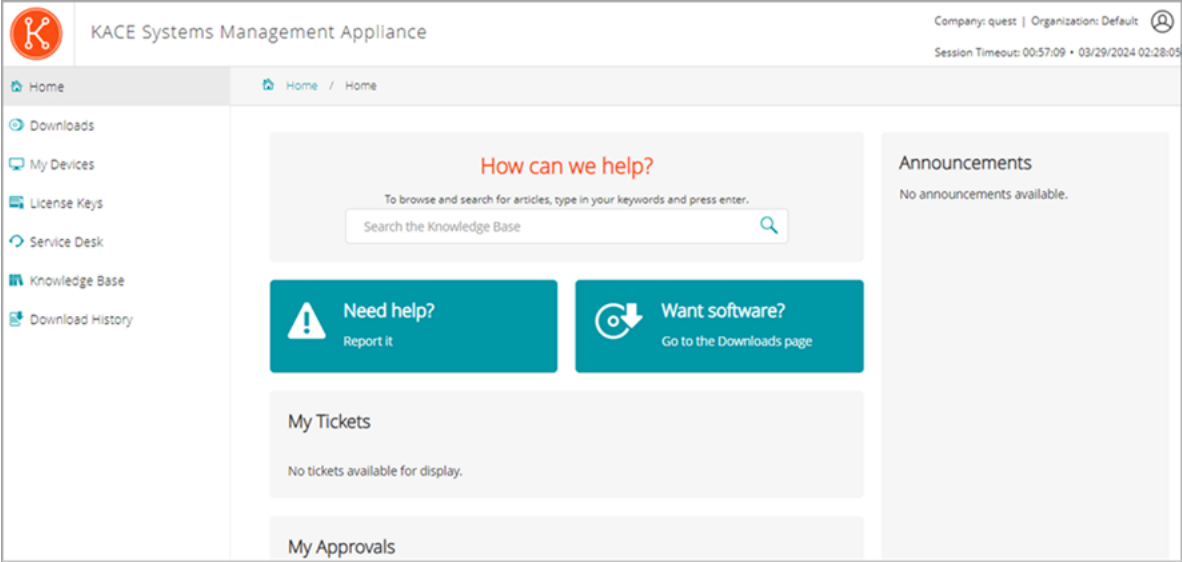 KACE Systems Management Appliance
Company: quest | Organization: Default
Session Timeout: 00:57:09 • 03/29/2024 02:28:05
Home
Downloads
My Devices
License Keys
Service Desk
Knowledge Base
Download History
Home / Home
How can we help?
To browse and search for articles, type in your keywords and press enter.
Search the Knowledge Base
Need help?
Report it
Want software?
Go to the Downloads page
My Tickets
No tickets available for display.
My Approvals
Announcements
No announcements available.